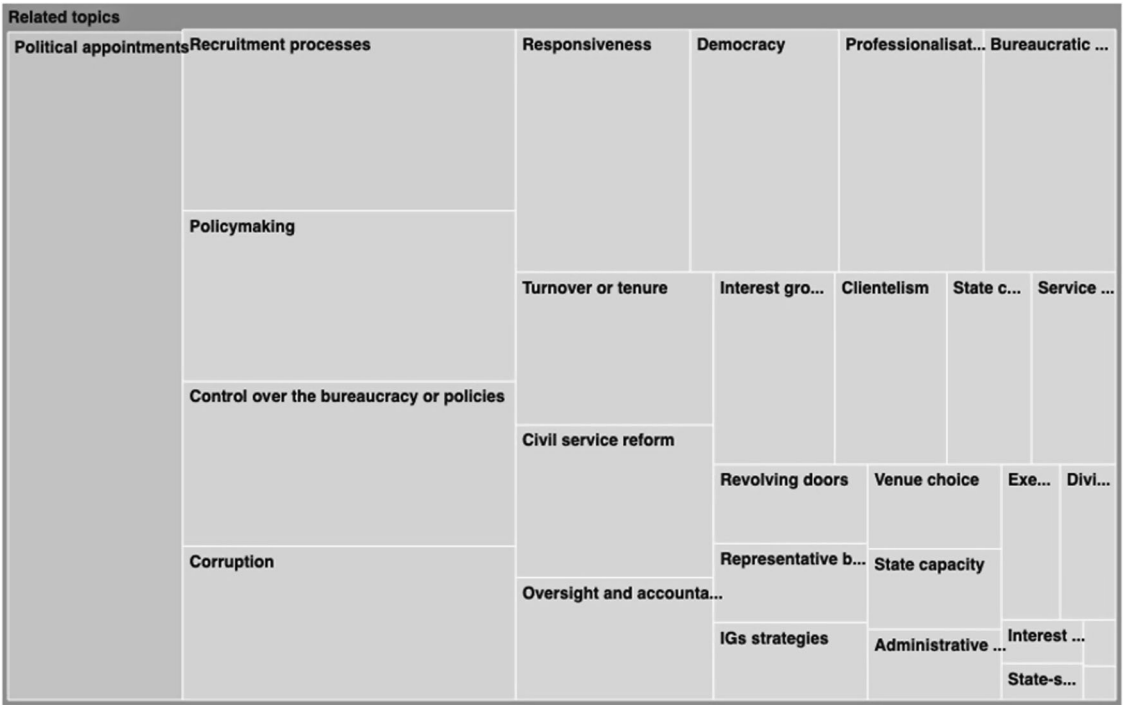 Related topics
Political appointments
Recruitment processes
Policymaking
Control over the bureaucracy or policies
Corruption
Responsiveness
Democracy
Professionalisat...
Bureaucratic ...
Turnover or tenure
Civil service reform
Oversight and accounta...
Interest gro...
Clientelism
State c...
Service ...
Revolving doors
Representative b...
IGs strategies
Venue choice
State capacity
Administrative ...
Exe...
Divi...
Interest ...
State-s...